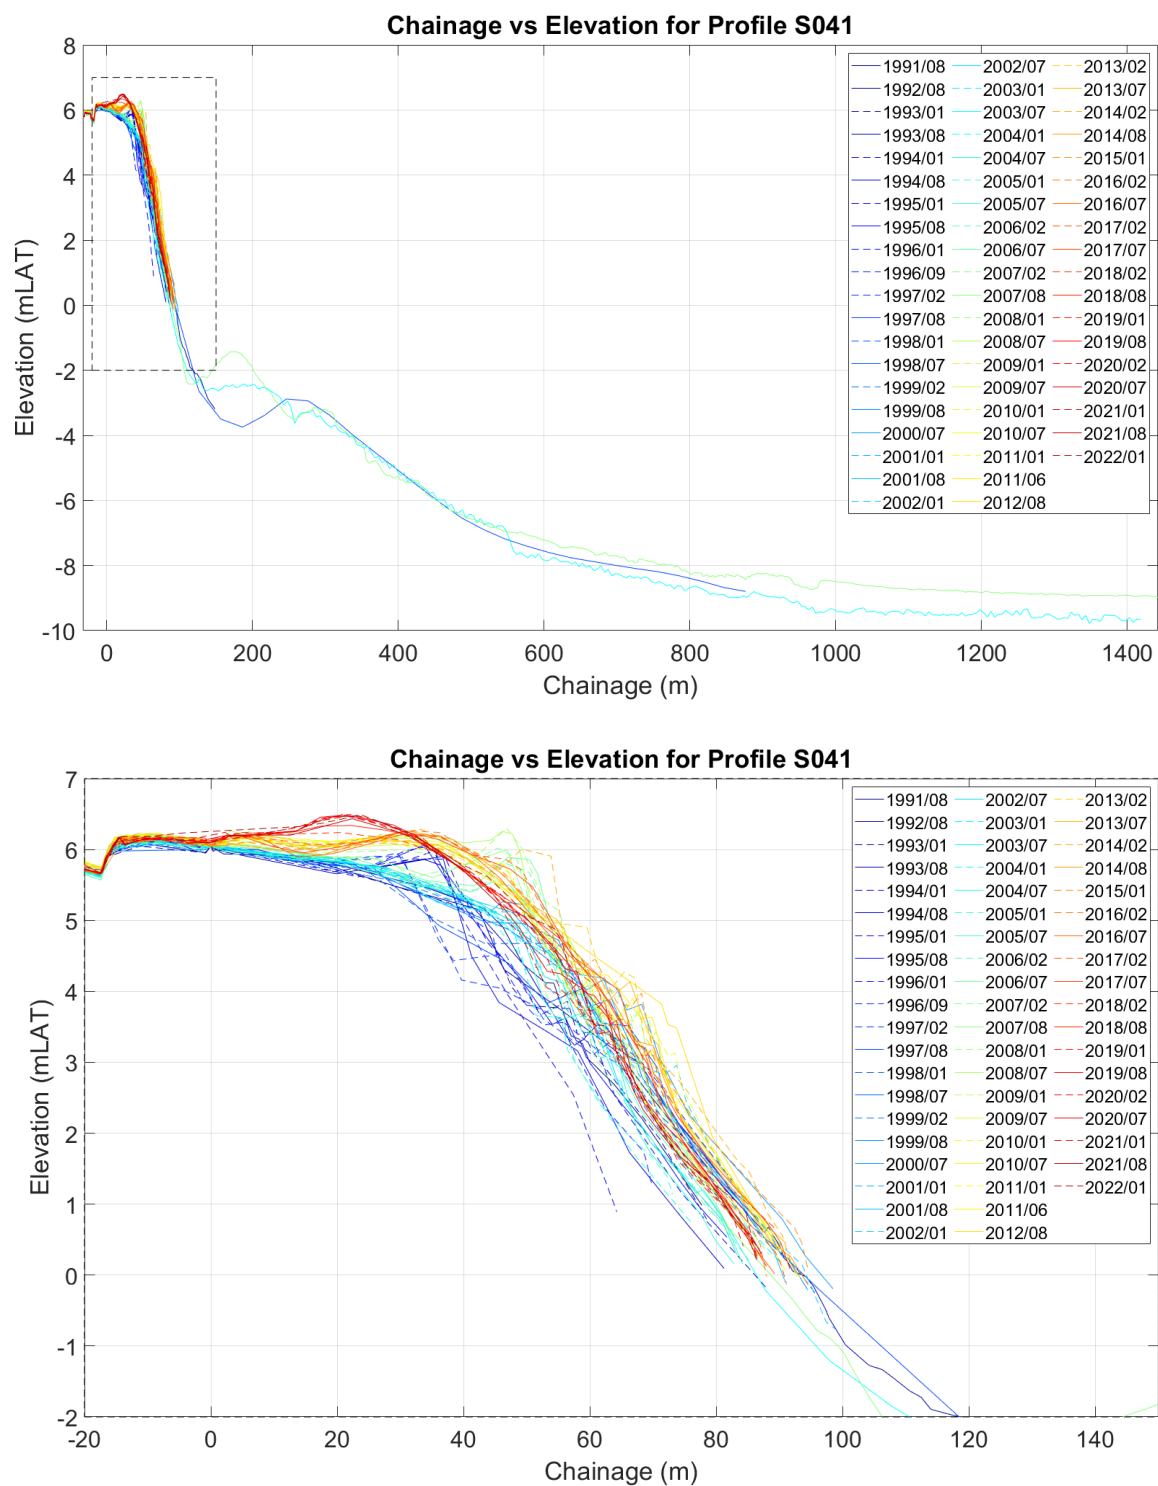 Chainage vs Elevation for Profile S041
8
6
4
2
0
-2
-4
-6
-8
-10
Elevation (mLAT)
1991/08 2002/07 2013/02
1992/08 2003/01 2013/07
1993/01 2003/07 2014/02
1993/08 2004/01 2014/08
1994/01 2004/07 2015/01
1994/08 2005/01 2016/02
1995/01 2005/07 2016/07
1995/08 2006/02 2017/02
1996/01 2006/07 2017/07
1996/09 2007/02 2018/02
1997/02 2007/08 2018/08
1997/08 2008/01 2019/01
1998/01 2008/07 2019/08
1998/07 2009/01 2020/02
1999/02 2009/07 2020/07
1999/08 2010/01 2021/01
2000/07 2010/07 2021/08
2001/01 2011/01 2022/01
2001/08 2011/06
2002/01 2012/08
0 200 400 600 800 1000 1200 1400
Chainage (m)
Chainage vs Elevation for Profile S041
7
6
5
4
3
2
1
0
-1
-2
Elevation (mLAT)
1991/08 2002/07 2013/02
1992/08 2003/01 2013/07
1993/01 2003/07 2014/02
1993/08 2004/01 2014/08
1994/01 2004/07 2015/01
1994/08 2005/01 2016/02
1995/01 2005/07 2016/07
1995/08 2006/02 2017/02
1996/01 2006/07 2017/07
1996/09 2007/02 2018/02
1997/02 2007/08 2018/08
1997/08 2008/01 2019/01
1998/01 2008/07 2019/08
1998/07 2009/01 2020/02
1999/02 2009/07 2020/07
1999/08 2010/01 2021/01
2000/07 2010/07 2021/08
2001/01 2011/01 2022/01
2001/08 2011/06
2002/01 2012/08
-20 0 20 40 60 80 100 120 140
Chainage (m)